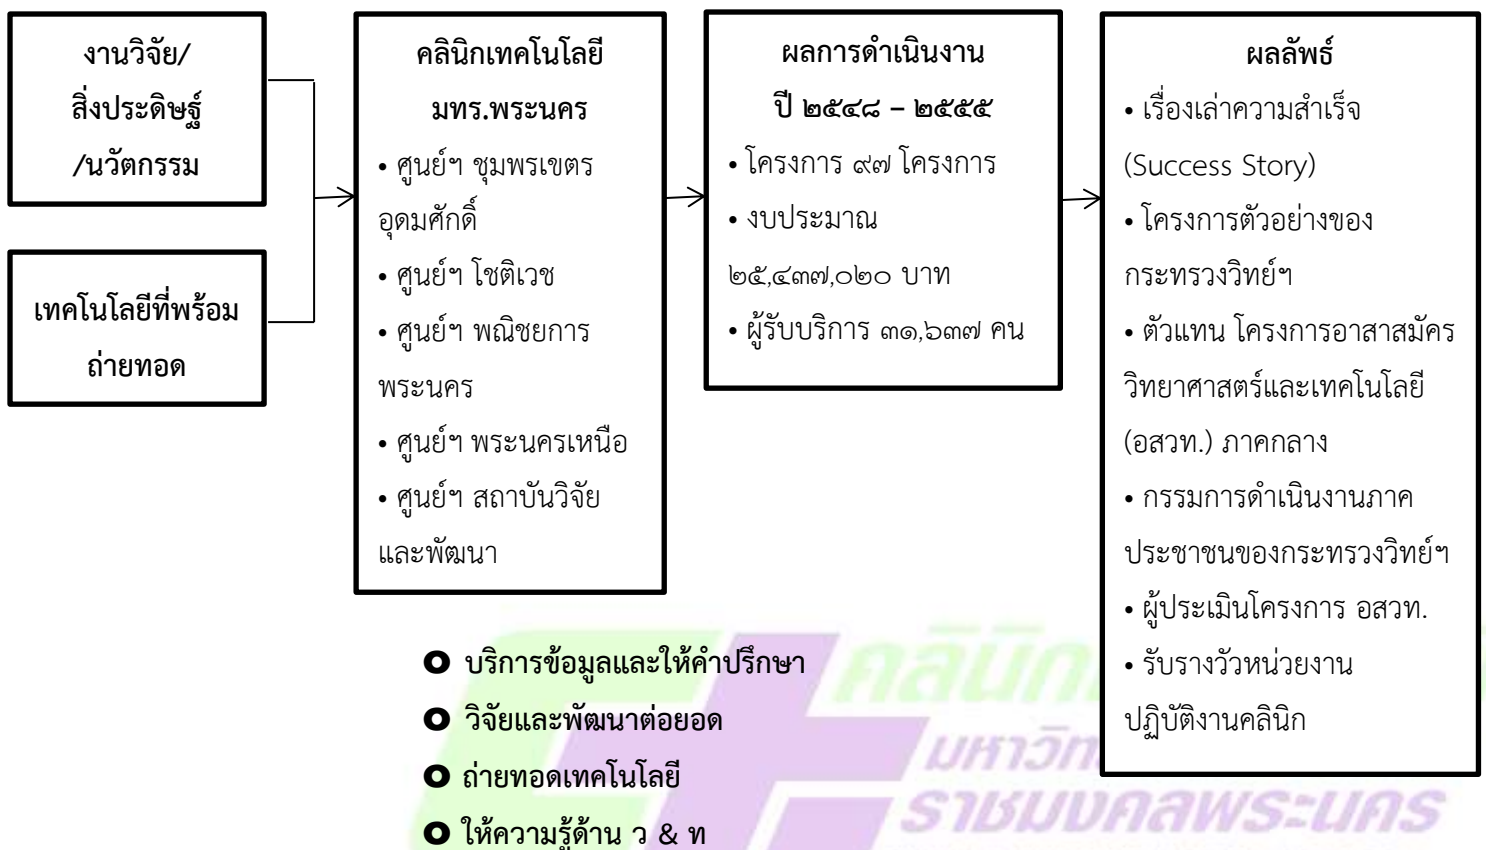 งานวิจัย/
สิ่งประดิษฐ์
/นวัตกรรม
เทคโนโลยีที่พร้อม
ถ่ายทอด
คลินิกเทคโนโลยี
มทร.พระนคร
• ศูนย์ฯ ชุมพรเขตร
อุดมศักดิ์
• ศูนย์ฯ โชติเวช
• ศูนย์ฯ พณิชยการ
พระนคร
• ศูนย์ฯ พระนครเหนือ
• ศูนย์ฯ สถาบันวิจัย
และพัฒนา
ผลการดำเนินงาน
ปี ๒๕๔๘ – ๒๕๕๕
• โครงการ ๙๗ โครงการ
• งบประมาณ
๒๕,๔๓๗,๐๒๐ บาท
• ผู้รับบริการ ๓๑,๖๓๗ คน
ผลลัพธ์
• เรื่องเล่าความสำเร็จ
(Success Story)
• โครงการตัวอย่างของ
กระทรวงวิทย์ฯ
• ตัวแทน โครงการอาสาสมัคร
วิทยาศาสตร์และเทคโนโลยี
(อสวท.) ภาคกลาง
• กรรมการดำเนินงานภาค
ประชาชนของกระทรวงวิทย์ฯ
• ผู้ประเมินโครงการ อสวท.
• รับรางวัวหน่วยงาน
ปฏิบัติงานคลินิก
บริการข้อมูลและให้คำปรึกษา
วิจัยและพัฒนาต่อยอด
ถ่ายทอดเทคโนโลยี
ให้ความรู้ด้าน ว & ท
คลินิก
ราชมงคลพระนคร